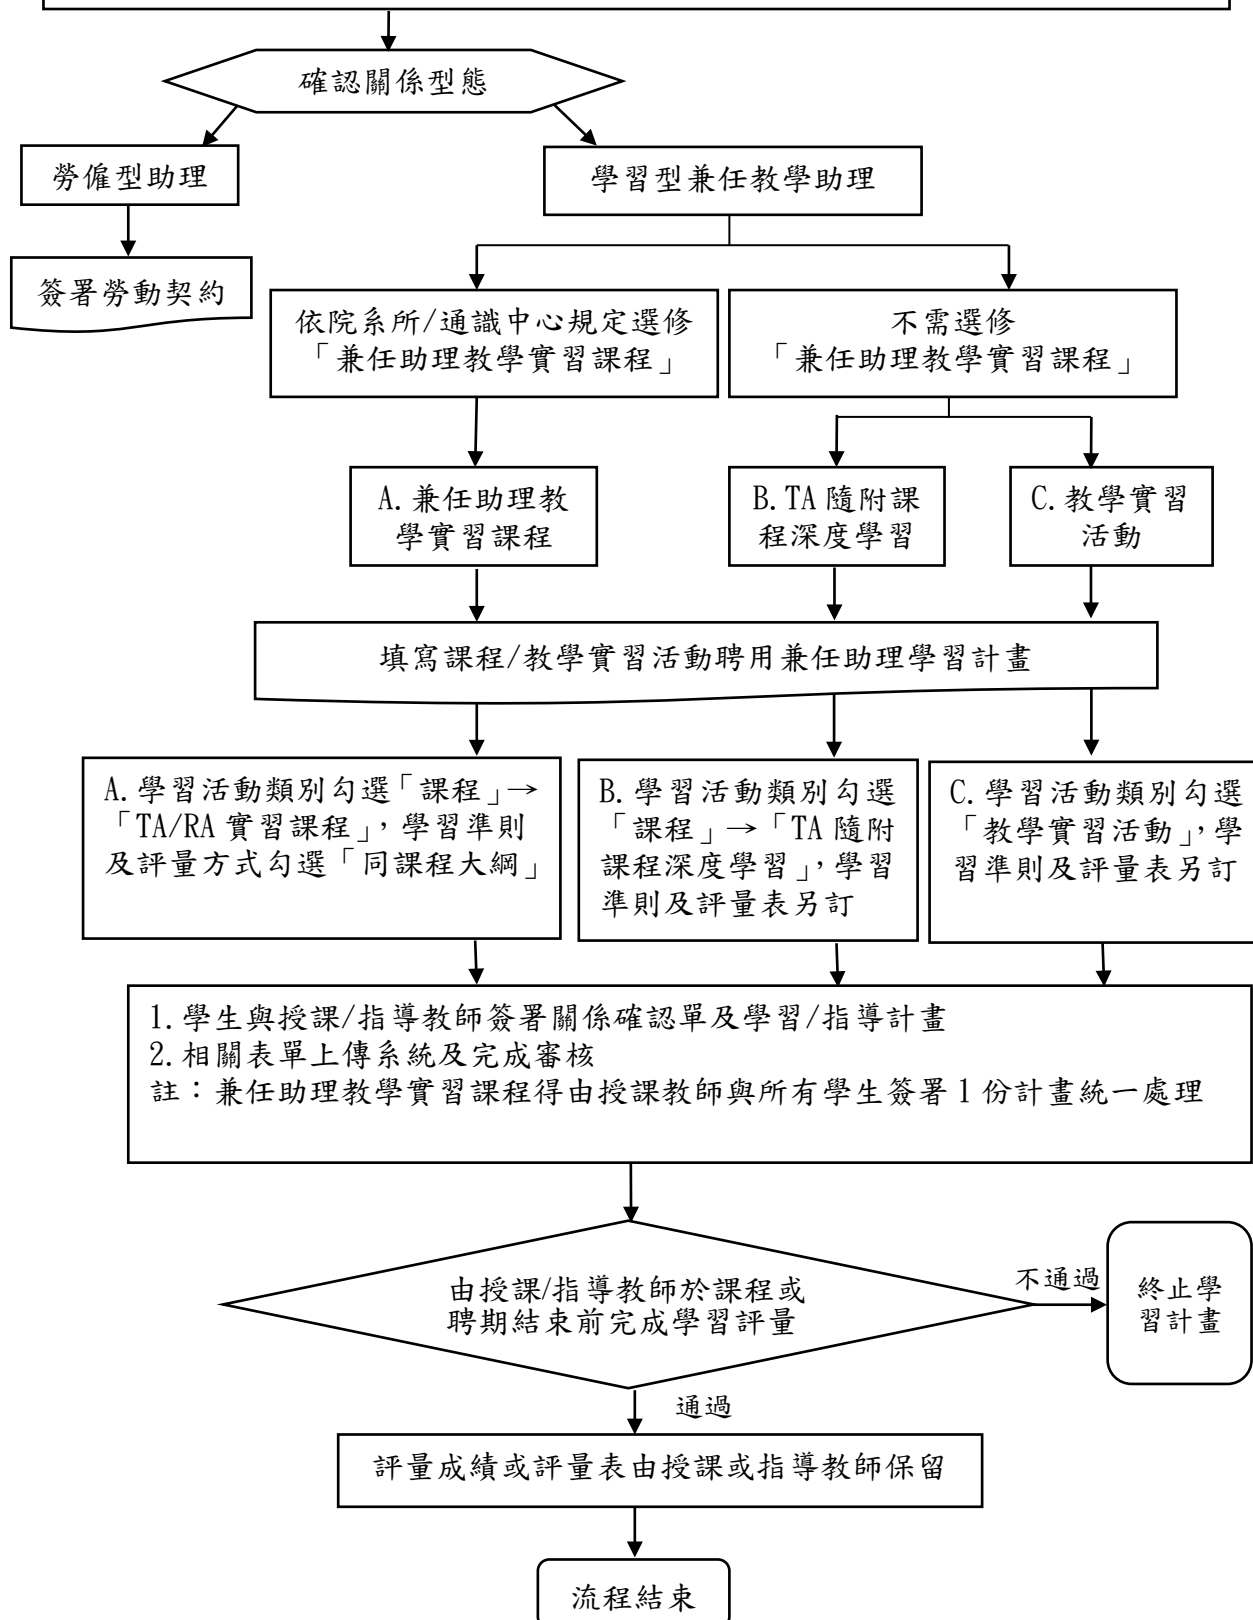 確認關係型態
勞僱型助理
學習型兼任教學助理
簽署勞動契約
依院系所/通識中心規定選修
「兼任助理教學實習課程」
不需選修
「兼任助理教學實習課程」
A.兼任助理教
學實習課程
B.TA 隨附課
程深度學習
C.教學實習
活動
填寫課程/教學實習活動聘用兼任助理學習計畫
A.學習活動類別勾選「課程」→
「TA/RA 實習課程」，學習準則
及評量方式勾選「同課程大綱」
B.學習活動類別勾選
「課程」→「TA 隨附
課程深度學習」，學習
準則及評量表另訂
C.學習活動類別勾選
「教學實習活動」，學
習準則及評量表另訂
1.學生與授課/指導教師簽署關係確認單及學習/指導計畫
2.相關表單上傳系統及完成審核
註：兼任助理教學實習課程得由授課教師與所有學生簽署 1 份計畫統一處理
由授課/指導教師於課程或
聘期結束前完成學習評量
不通過
終止學
習計畫
通過
評量成績或評量表由授課或指導教師保留
流程結束